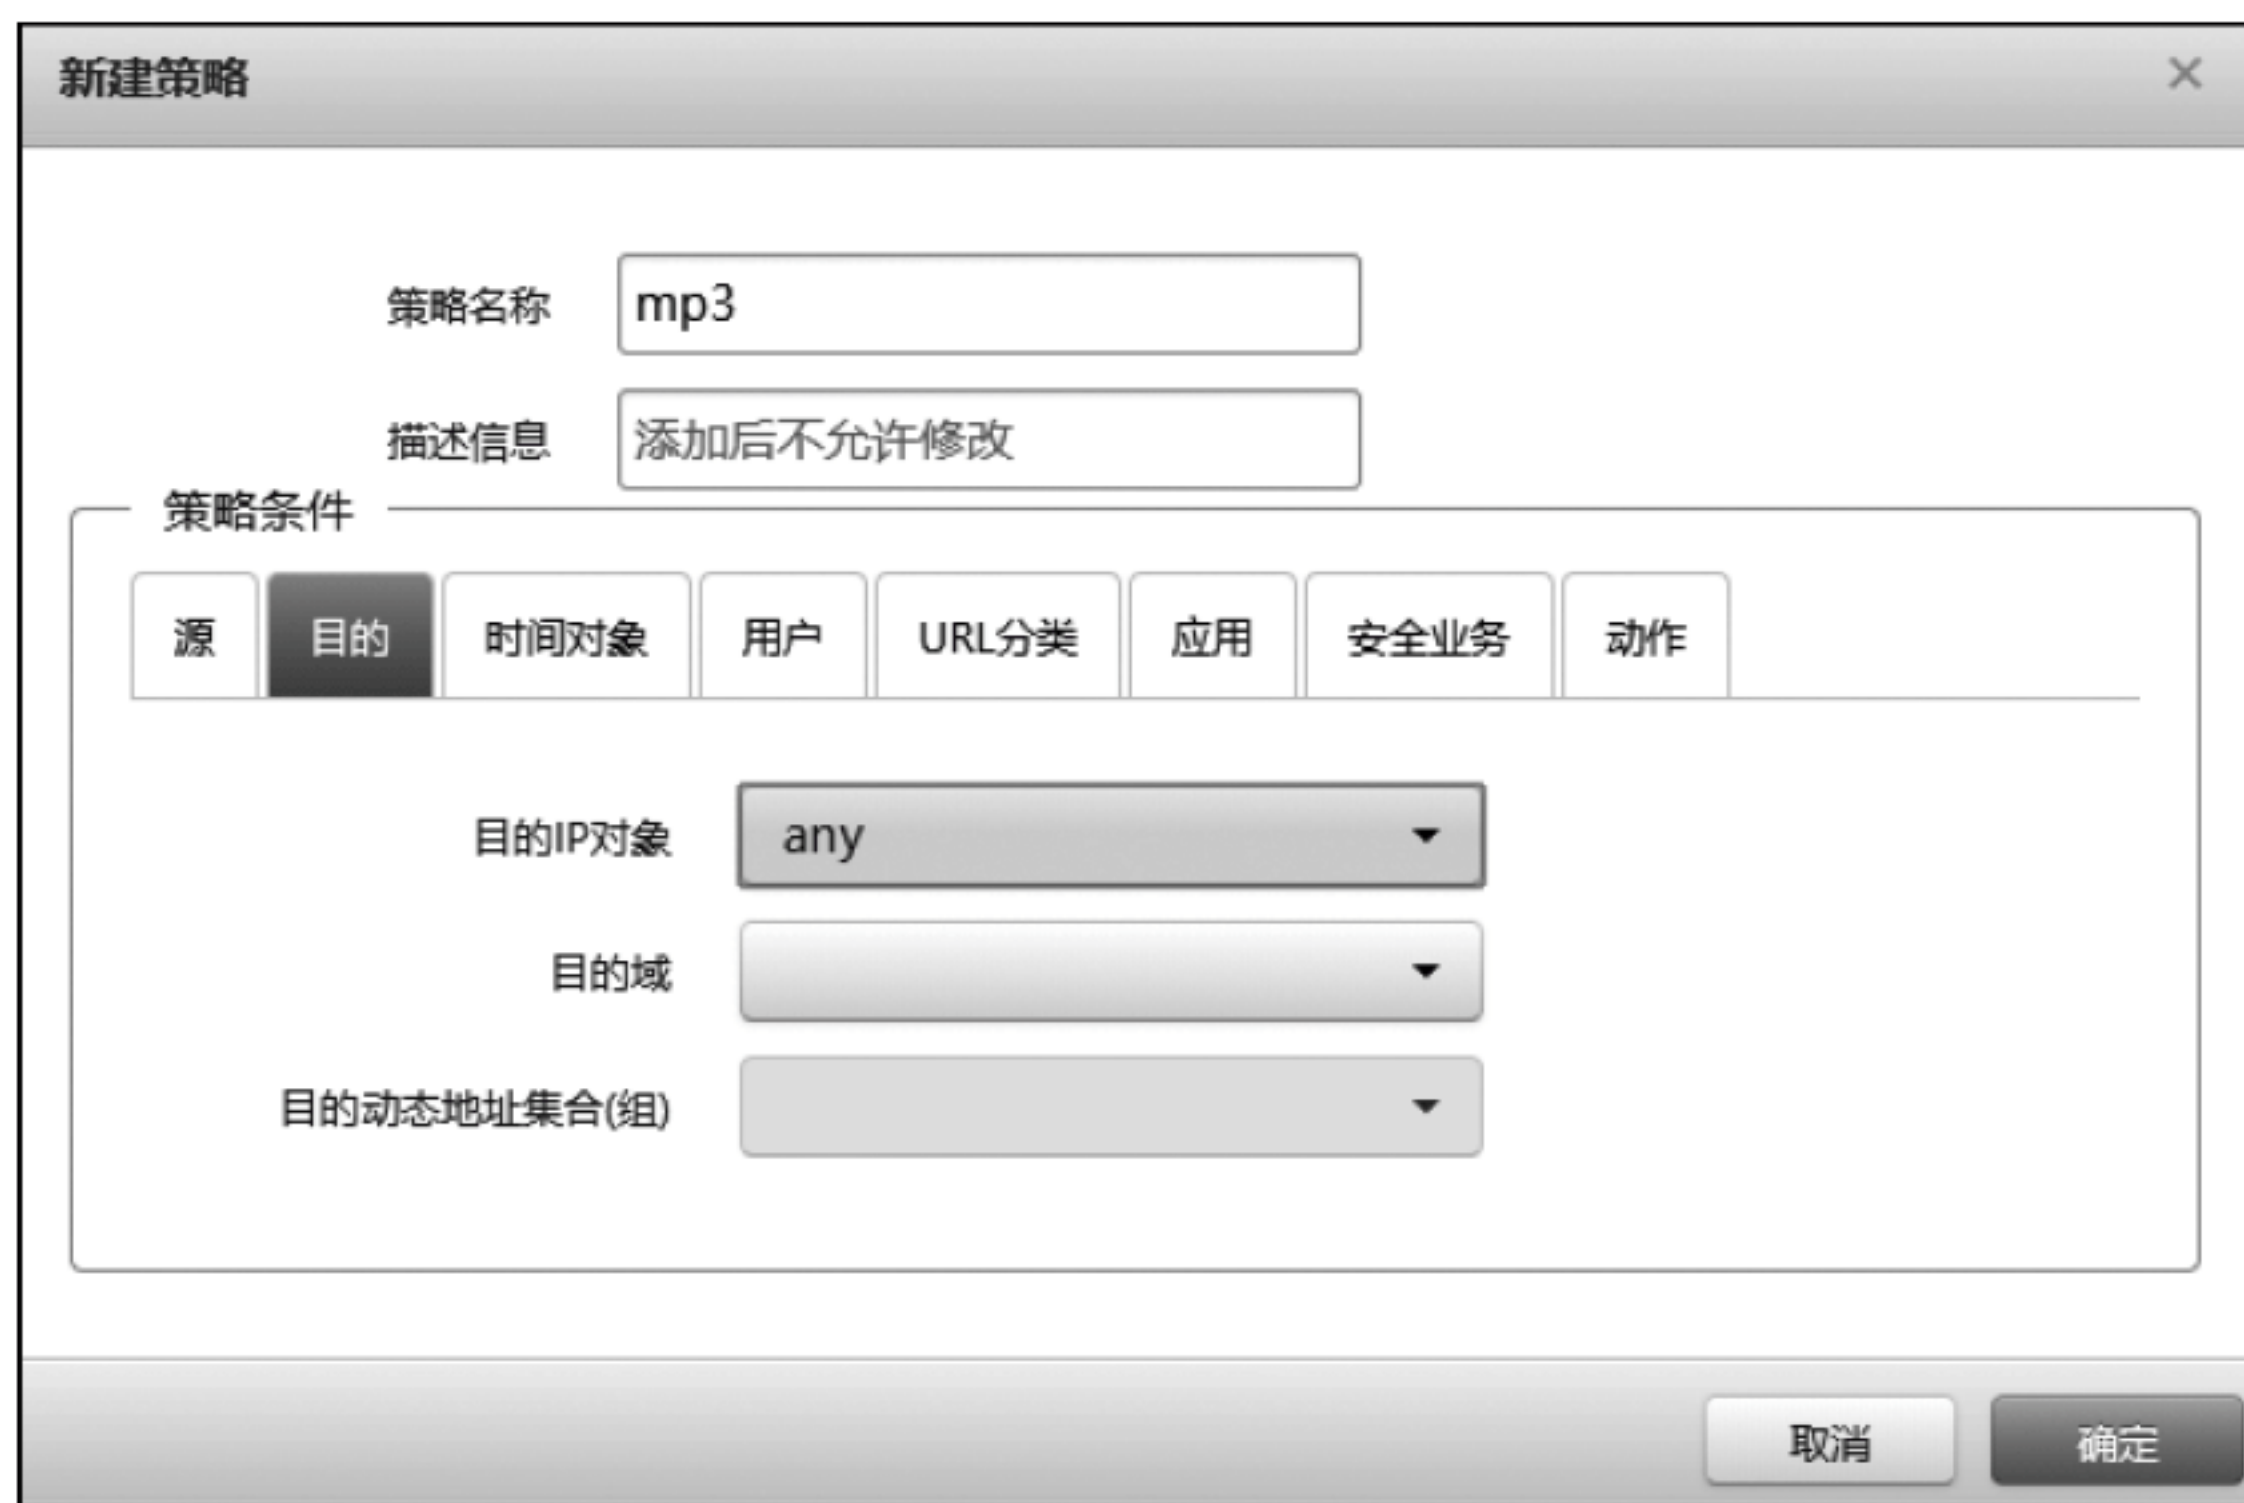 新建策略
策略名称 mp3
描述信息 添加后不允许修改
策略条件
源 目的 时间对象 用户 URL分类 应用 安全业务 动作
目的IP对象 any
目的域
目的动态地址集合(组)
取消 确定